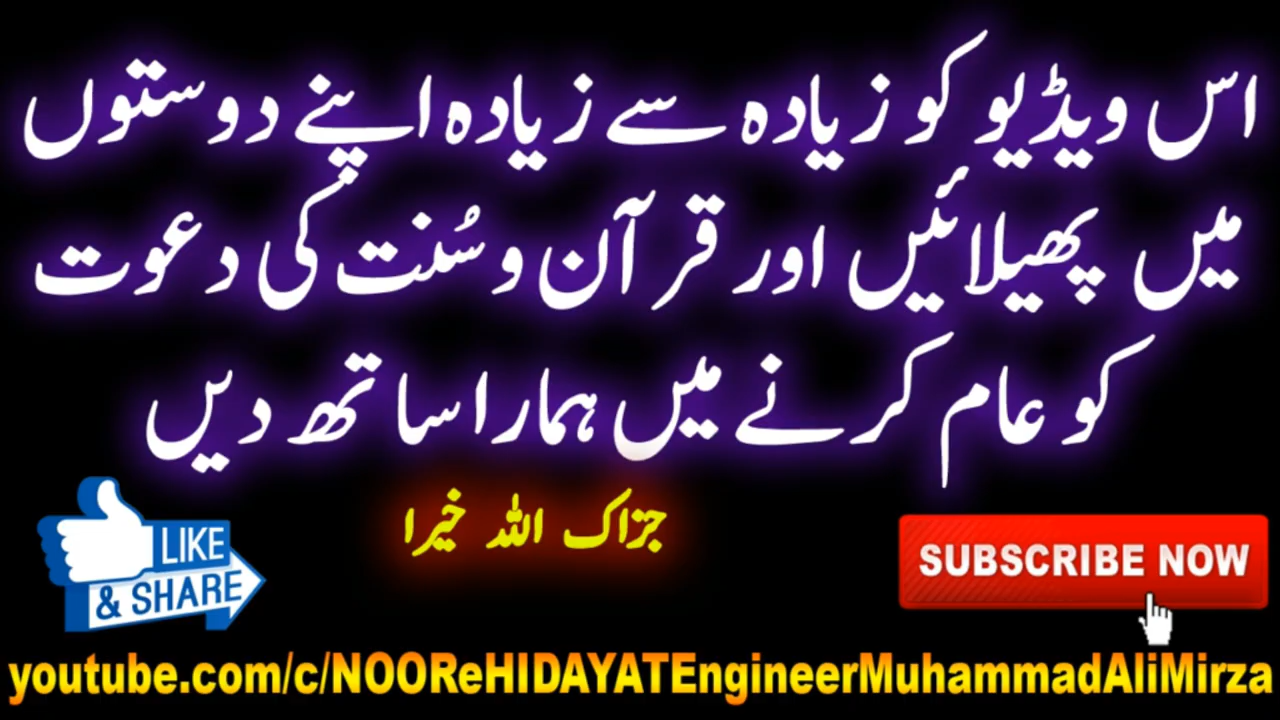 اس ویڈیو کو زیادہ سے زیادہ اپنے دوستوں
میں پھیلائیں اور قرآن و سُنت کی دعوت
کو عام کرنے میں ہمارا ساتھ دیں
جزاک اللہ خیرا
LIKE
& SHARE
SUBSCRIBE NOW
youtube.com/c/NOOReHIDAYATEngineerMuhammadAliMirza